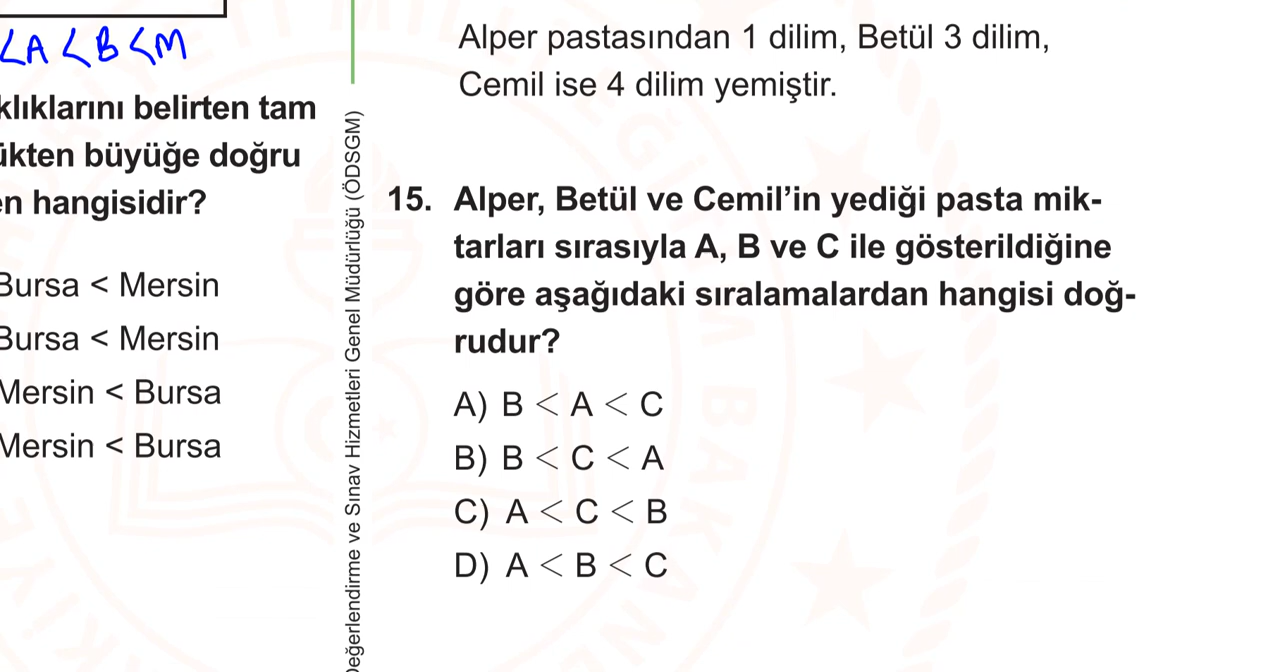 <A<B<M
klıklarını belirten tam
ükten büyüğe doğru
en hangisidir?
Bursa < Mersin
Bursa < Mersin
Mersin < Bursa
Mersin < Bursa
Değerlendirme ve Sınav Hizmetleri Genel Müdürlüğü (ÖDSGM)
Alper pastasından 1 dilim, Betül 3 dilim,
Cemil ise 4 dilim yemiştir.
15. Alper, Betül ve Cemil’in yediği pasta mik-
tarları sırasıyla A, B ve C ile gösterildiğine
göre aşağıdaki sıralamalardan hangisi doğ-
rudur?
A) B < A < C
B) B < C < A
C) A < C < B
D) A < B < C